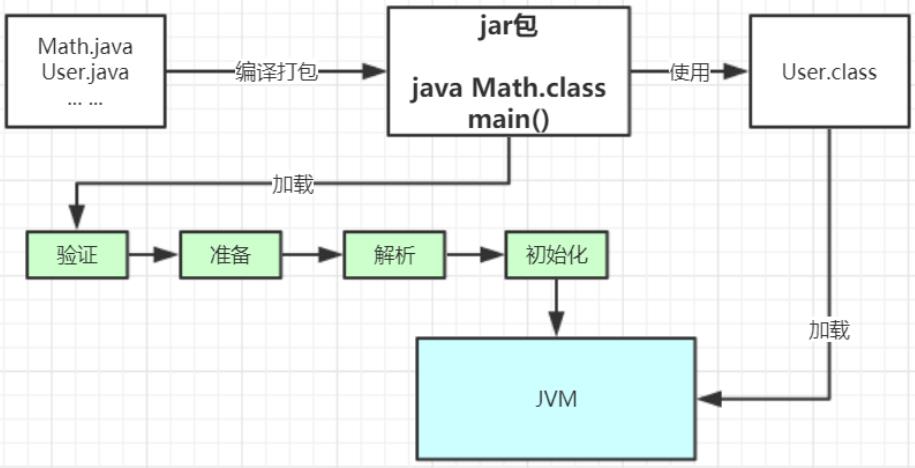 Math.java
User.java
... ...
编译打包
jar包
java Math.class
main()
使用
User.class
加载
验证
准备
解析
初始化
加载
JVM